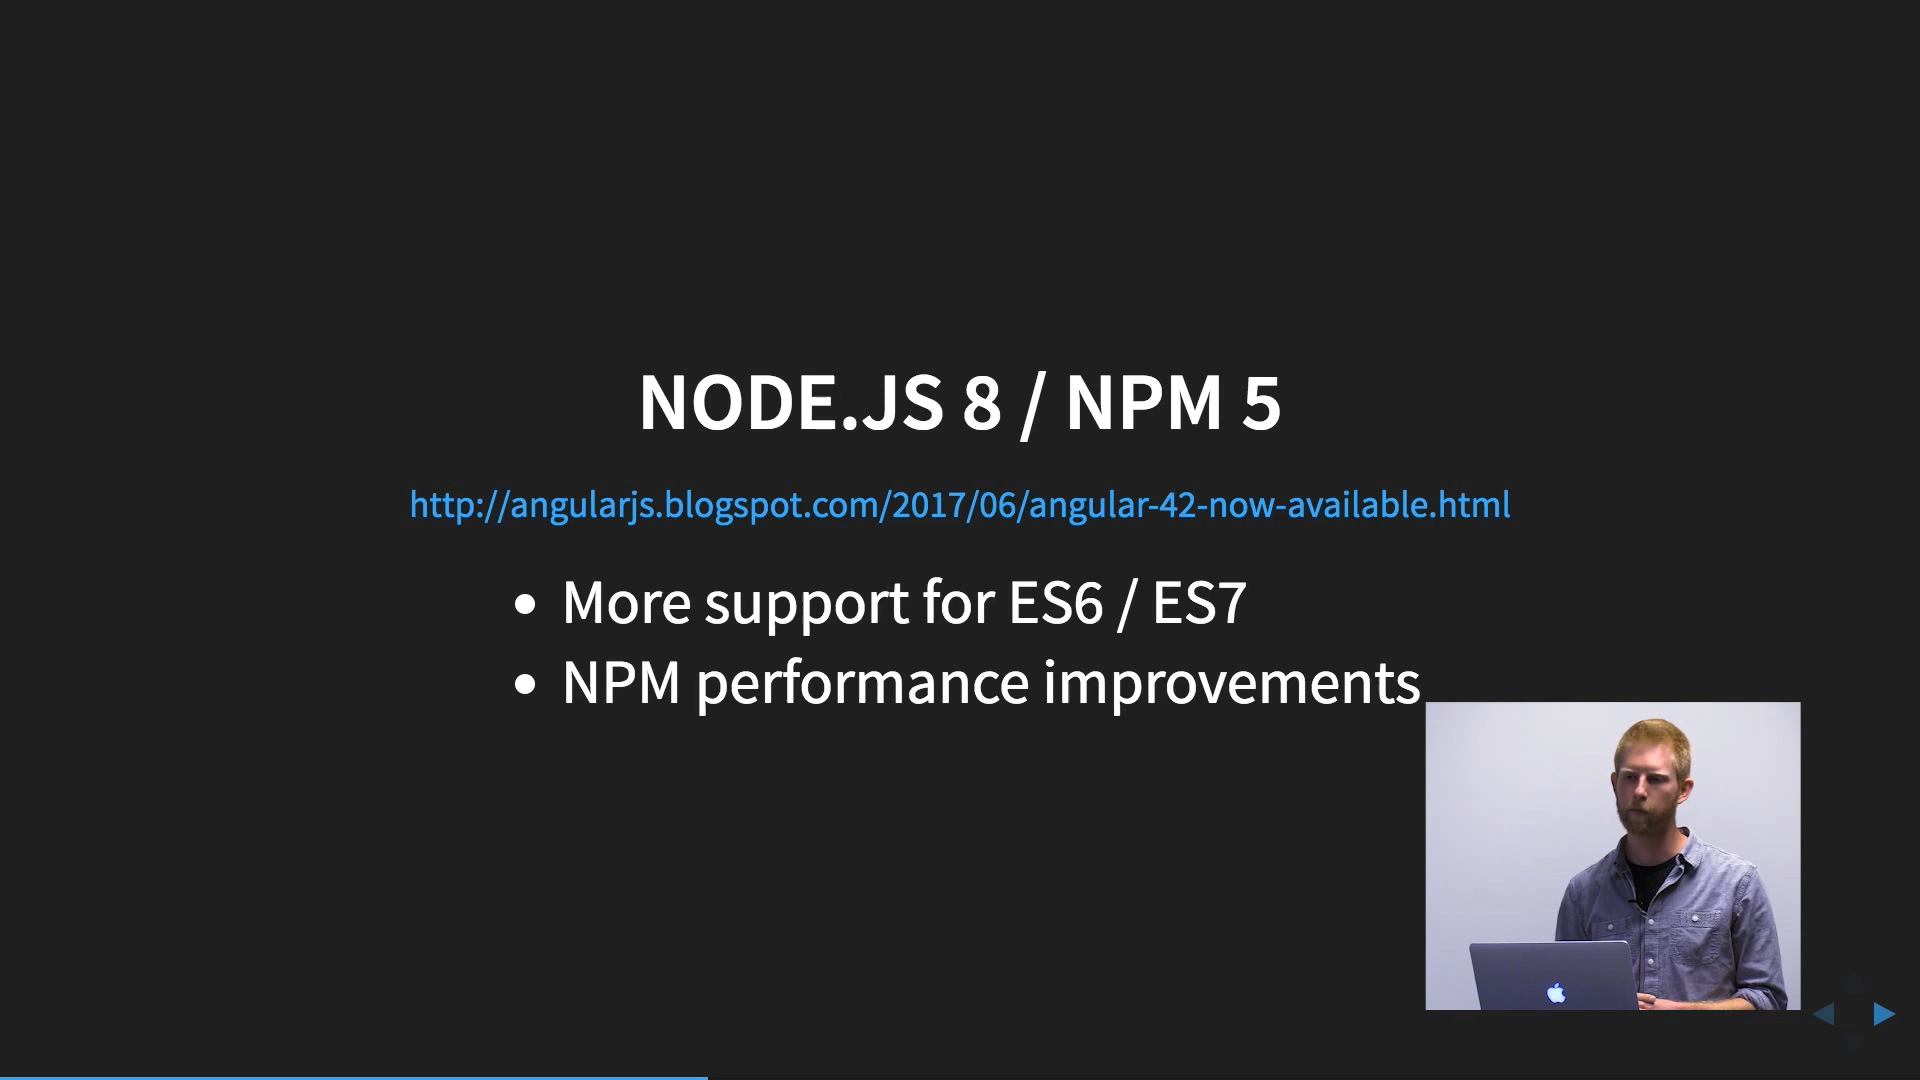 NODE.JS 8 / NPM 5
http://angularjs.blogspot.com/2017/06/angular-42-now-available.html
More support for ES6 / ES7
NPM performance improvements